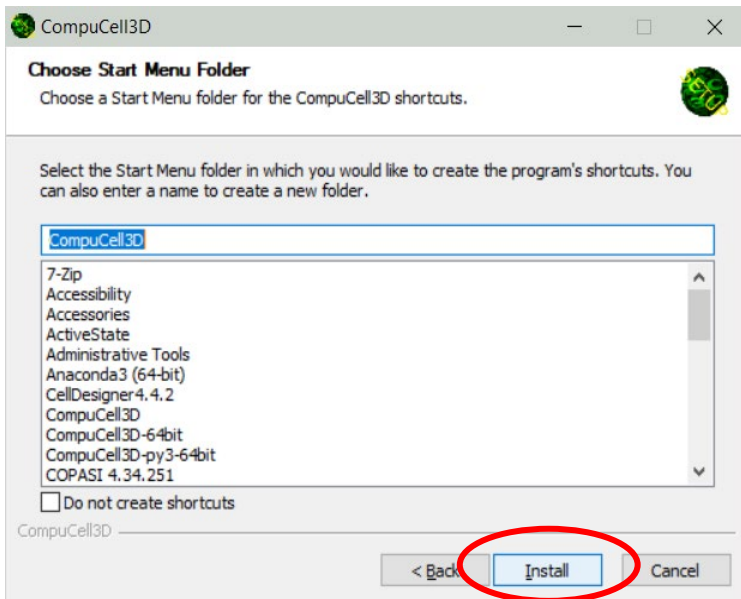 CompuCell3D
Choose Start Menu Folder
Choose a Start Menu folder for the CompuCell3D shortcuts.
Select the Start Menu folder in which you would like to create the program's shortcuts. You
can also enter a name to create a new folder.
CompuCell3D
7-Zip
Accessibility
Accessories
ActiveState
Administrative Tools
Anaconda3 (64-bit)
CellDesigner4.4.2
CompuCell3D
CompuCell3D-64bit
CompuCell3D-py3-64bit
COPASI 4.34.251
Do not create shortcuts
CompuCell3D
< Back Install Cancel